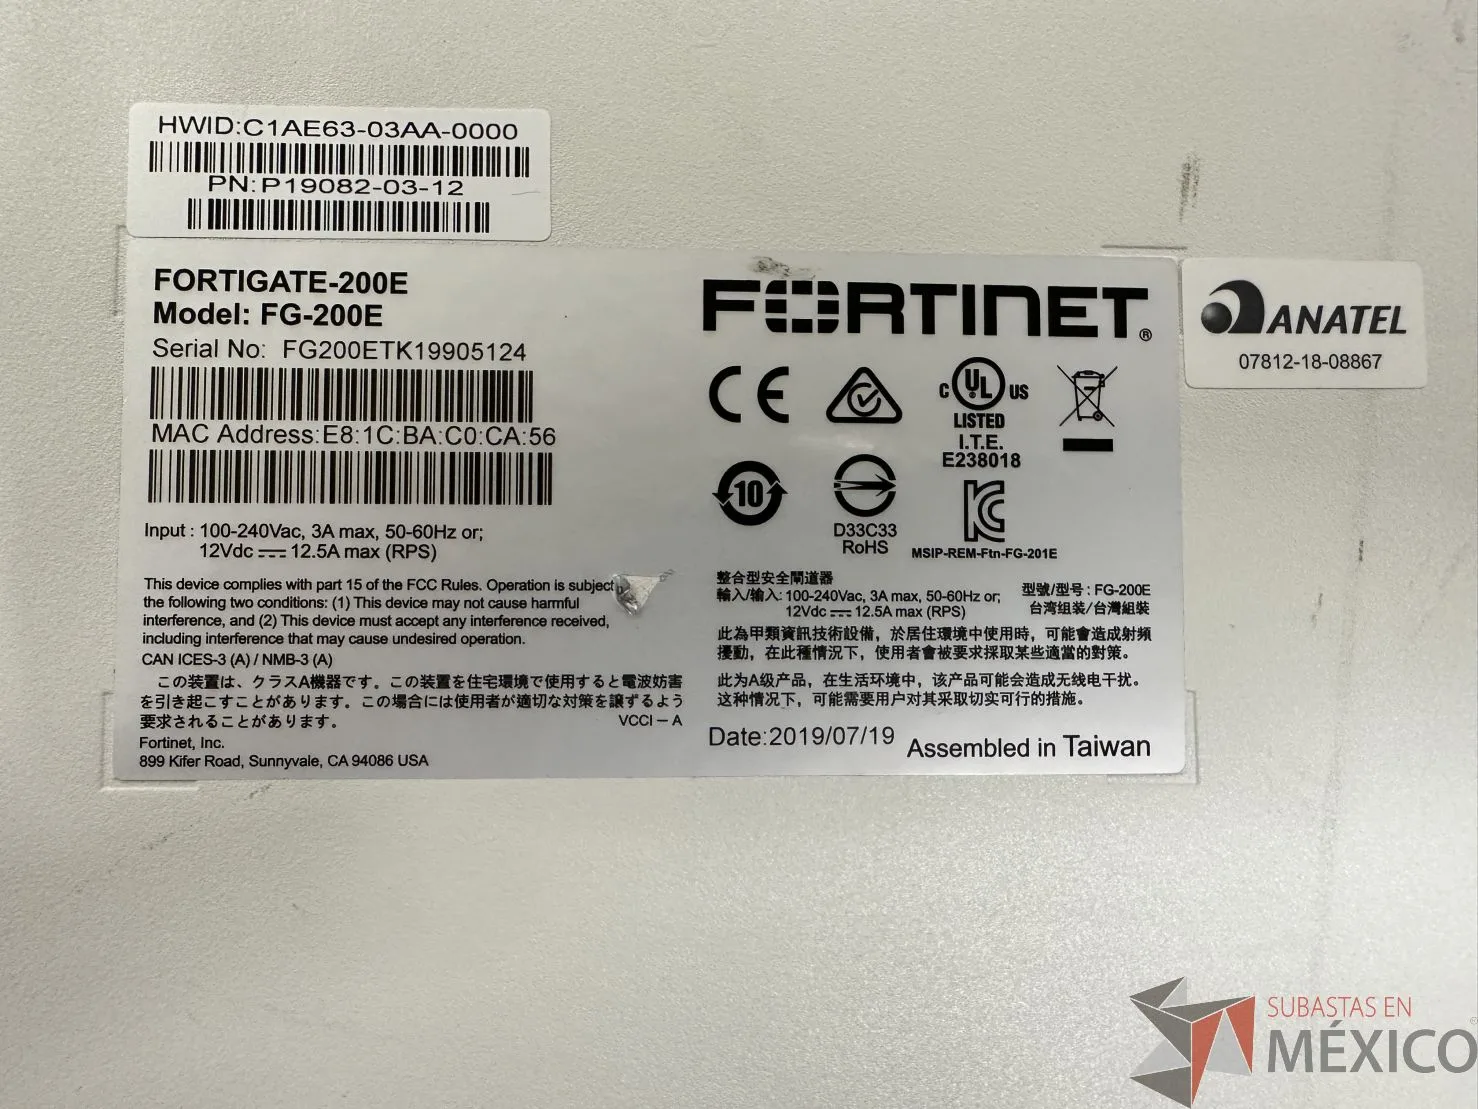 HWID:C1AE63-03AA-0000
PN:P19082-03-12
FORTIGATE-200E
Model: FG-200E
Serial No: FG200ETK19905124
MAC Address:E8:1C:BA:C0:CA:56
Input : 100-240Vac, 3A max, 50-60Hz or;
12Vdc 12.5A max (RPS)
This device complies with part 15 of the FCC Rules. Operation is subject
the following two conditions: (1) This device may not cause harmful
interference, and (2) This device must accept any interference received,
including interference that may cause undesired operation.
CAN ICES-3 (A) / NMB-3 (A)
この装置は、クラスA機器です。この装置を住宅環境で使用すると電波妨害
を引き起こすことがあります。この場合には使用者が適切な対策を講ずるよう
要求されることがあります。
VCCI－A
Fortinet, Inc.
899 Kifer Road, Sunnyvale, CA 94086 USA
FORTINET®
CE
C UL US
LISTED
I.T.E.
E238018
10
D33C33
RoHS
MSIP-REM-Ftn-FG-201E
整合型安全閘道器
輸入/输入: 100-240Vac, 3A max, 50-60Hz or;
12Vdc 12.5A max (RPS)
型號/型号 : FG-200E
台湾组装/台灣組裝
此為甲類資訊技術設備，於居住環境中使用時，可能會造成射頻
擾動，在此種情況下，使用者會被要求採取某些適當的對策。
此为A级产品，在生活环境中，该产品可能会造成无线电干扰。
这种情况下，可能需要用户对其采取切实可行的措施。
Date:2019/07/19
Assembled in Taiwan
ANATEL
07812-18-08867
SUBASTAS EN
MÉXICO